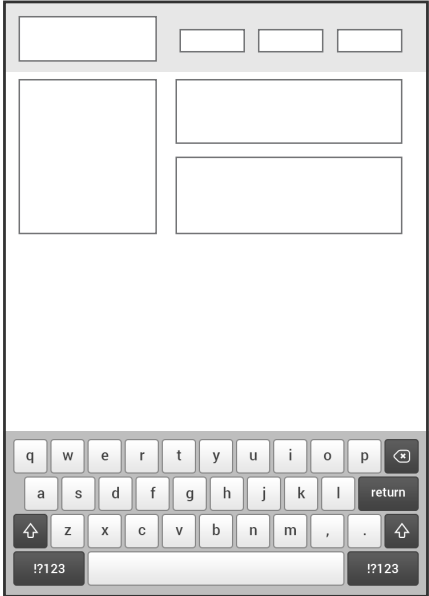 q w e r t y u i o p
a s d f g h j k l return
z x c v b n m , .
!?123 !?123